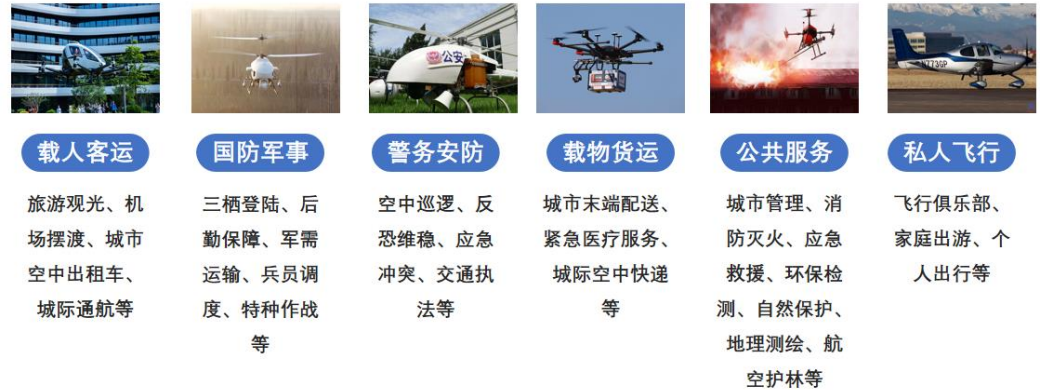 公安
N773GP
载人客运
国防军事
警务安防
载物货运
公共服务
私人飞行
旅游观光、机
场摆渡、城市
空中出租车、
城际通航等
三栖登陆、后
勤保障、军需
运输、兵员调
度、特种作战
等
空中巡逻、反
恐维稳、应急
冲突、交通执
法等
城市末端配送、
紧急医疗服务、
城际空中快递
等
城市管理、消
防灭火、应急
救援、环保检
测、自然保护、
地理测绘、航
空护林等
飞行俱乐部、
家庭出游、个
人出行等